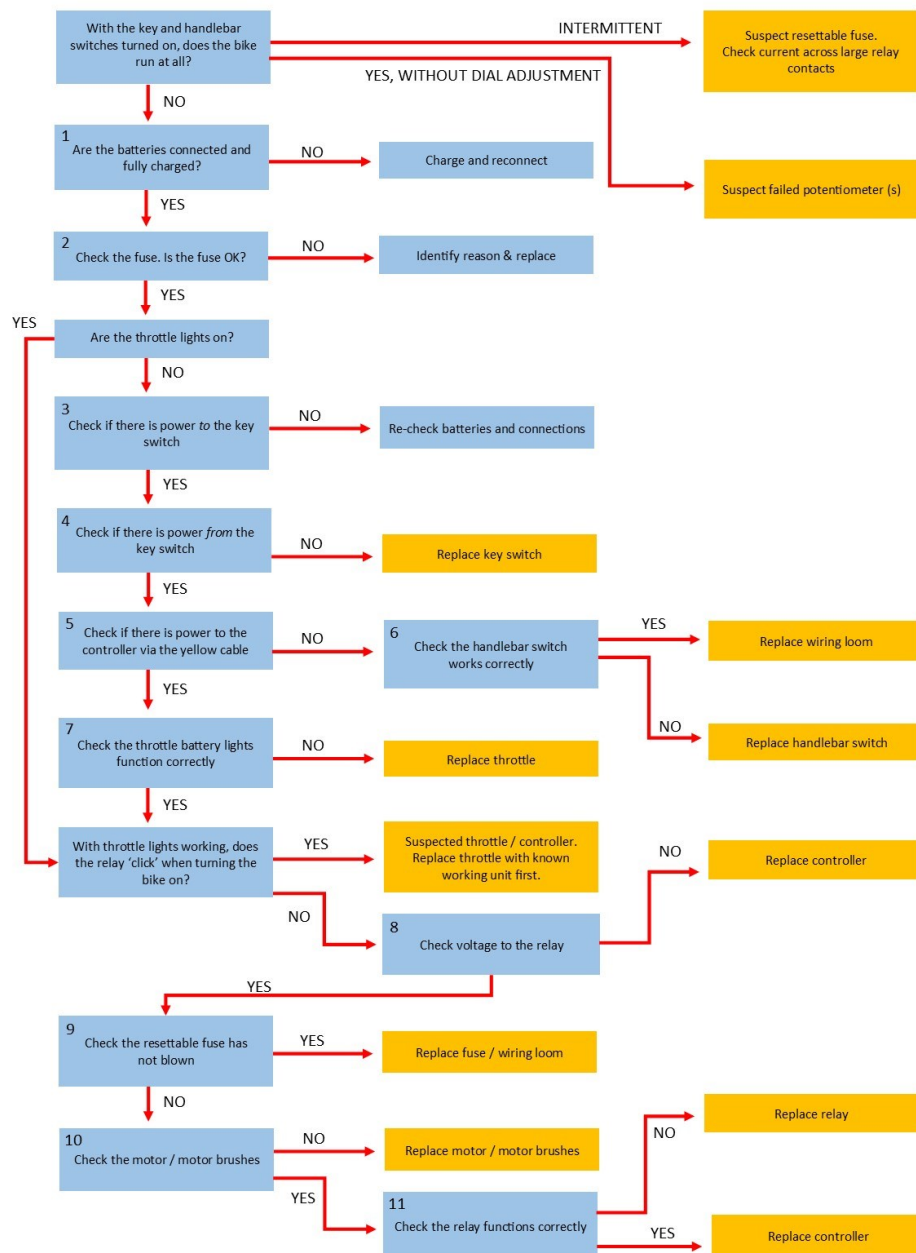 With the key and handlebar
switches turned on, does the bike
run at all?
INTERMITTENT
Suspect resettable fuse.
Check current across large relay
contacts
YES, WITHOUT DIAL ADJUSTMENT
NO
1
Are the batteries connected and
fully charged?
NO
Charge and reconnect
Suspect failed potentiometer (s)
YES
2
Check the fuse. Is the fuse OK?
NO
Identify reason & replace
YES
YES
Are the throttle lights on?
NO
3
Check if there is power to the key
switch
NO
Re-check batteries and connections
YES
4
Check if there is power from the
key switch
NO
Replace key switch
YES
5
Check if there is power to the
controller via the yellow cable
NO
6
Check the handlebar switch
works correctly
YES
Replace wiring loom
NO
Replace handlebar switch
YES
7
Check the throttle battery lights
function correctly
NO
Replace throttle
YES
With throttle lights working, does
the relay ‘click’ when turning the
bike on?
YES
Suspected throttle / controller.
Replace throttle with known
working unit first.
NO
8
Check voltage to the relay
NO
Replace controller
YES
9
Check the resettable fuse has
not blown
YES
Replace fuse / wiring loom
NO
10
Check the motor / motor brushes
NO
Replace motor / motor brushes
YES
11
Check the relay functions correctly
NO
Replace relay
YES
Replace controller